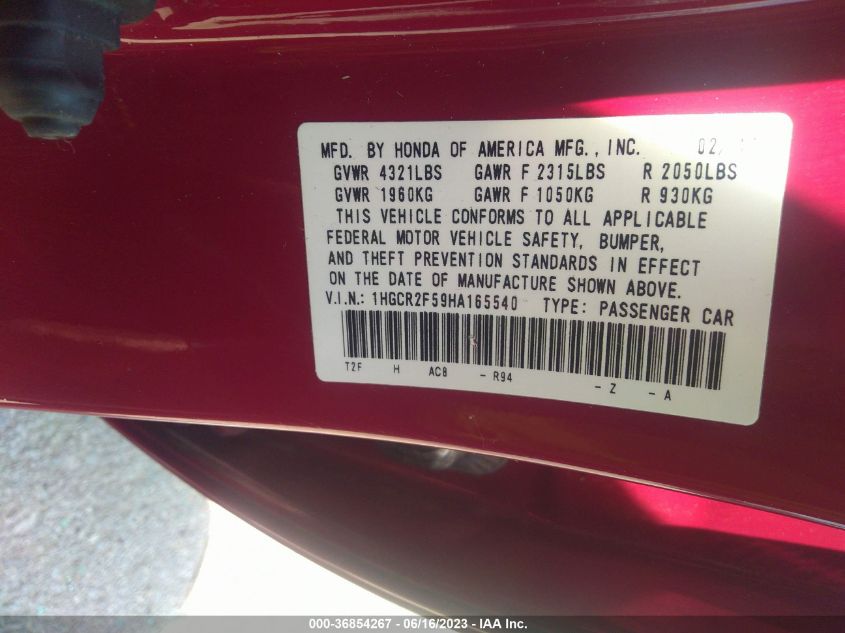 MFD. BY HONDA OF AMERICA MFG., INC. 02/
GVWR 4321LBS GAWR F 2315LBS R 2050LBS
GVWR 1960KG GAWR F 1050KG R 930KG
THIS VEHICLE CONFORMS TO ALL APPLICABLE
FEDERAL MOTOR VEHICLE SAFETY, BUMPER,
AND THEFT PREVENTION STANDARDS IN EFFECT
ON THE DATE OF MANUFACTURE SHOWN ABOVE.
V.I.N.: 1HGCR2F59HA165540 TYPE: PASSENGER CAR
T2F H AC8 - R94 - Z - A
000-36854267 - 06/16/2023 - IAA Inc.